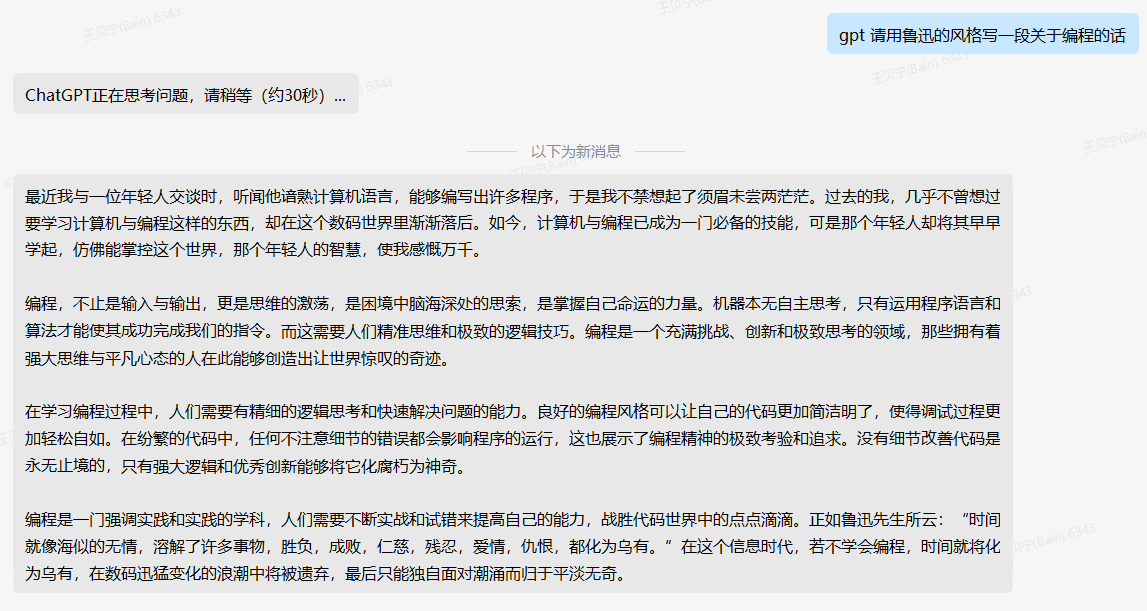 王贝宁(Bain) 6343
gpt 请用鲁迅的风格写一段关于编程的话
王贝宁(Bain) 6343
ChatGPT正在思考问题，请稍等（约30秒）...
6343
以下为新消息
王贝宁(Bain)
最近我与一位年轻人交谈时，听闻他谙熟计算机语言，能够编写出许多程序，于是我不禁想起了须眉未尝两茫茫。过去的我，几乎不曾想过
要学习计算机与编程这样的东西，却在这个数码世界里渐渐落后。如今，计算机与编程已成为一门必备的技能，可是那个年轻人却将其早早
学起，仿佛能掌控这个世界，那个年轻人的智慧，使我感慨万千。
编程，不止是输入与输出，更是思维的激荡，是困境中脑海深处的思索，是掌握自己命运的力量。机器本无自主思考，只有运用程序语言和
算法才能使其成功完成我们的指令。而这需要人们精准思维和极致的逻辑技巧。编程是一个充满挑战、创新和极致思考的领域，那些拥有着
强大思维与平凡心态的人在此能够创造出让世界惊叹的奇迹。
在学习编程过程中，人们需要有精细的逻辑思考和快速解决问题的能力。良好的编程风格可以让自己的代码更加简洁明了，使得调试过程更
加轻松自如。在纷繁的代码中，任何不注意细节的错误都会影响程序的运行，这也展示了编程精神的极致考验和追求。没有细节改善代码是
永无止境的，只有强大逻辑和优秀创新能够将它化腐朽为神奇。
编程是一门强调实践和实践的学科，人们需要不断实战和试错来提高自己的能力，战胜代码世界中的点点滴滴。正如鲁迅先生所云：“时间
就像海似的无情，溶解了许多事物，胜负，成败，仁慈，残忍，爱情，仇恨，都化为乌有。”在这个信息时代，若不学会编程，时间就将化
为乌有，在数码迅猛变化的浪潮中将被遗弃，最后只能独自面对潮涌而归于平淡无奇。